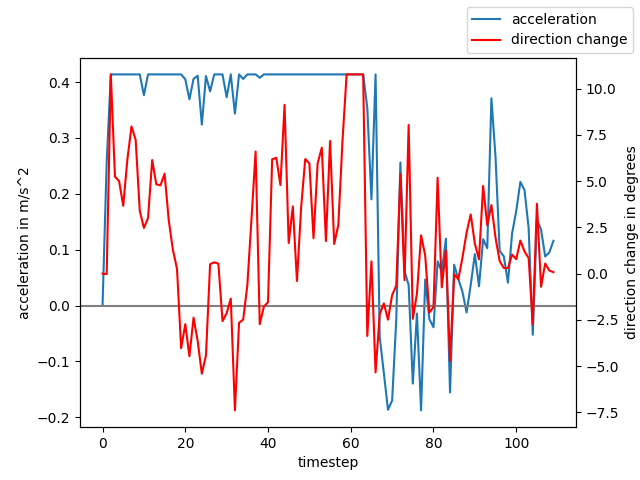 acceleration
direction change
0.4
0.3
0.2
0.1
0.0
−0.1
−0.2
acceleration in m/s^2
10.0
7.5
5.0
2.5
0.0
−2.5
−5.0
−7.5
direction change in degrees
0 20 40 60 80 100
timestep